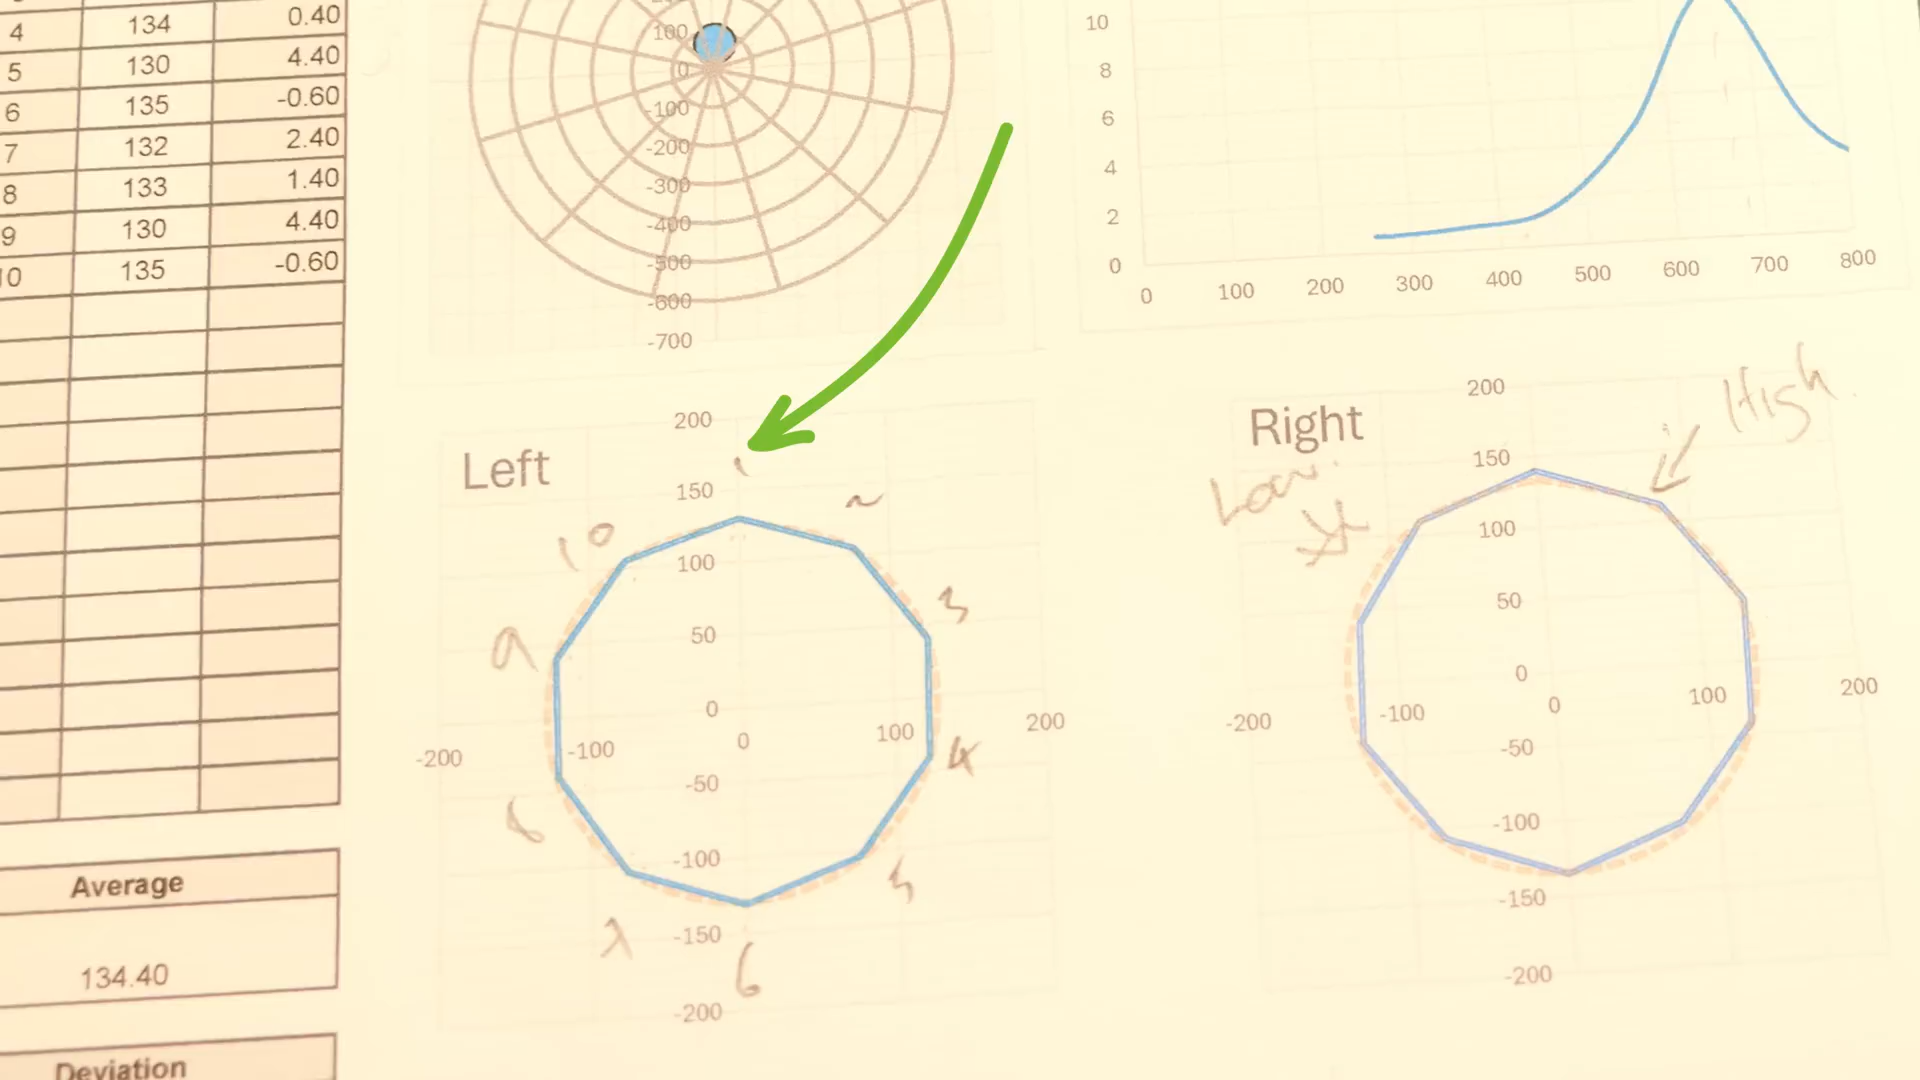 4 134 0.40
5 130 4.40
6 135 -0.60
7 132 2.40
8 133 1.40
9 130 4.40
10 135 -0.60
Average
134.40
Deviation
100
0
-100
-200
-300
-400
-500
-600
-700
10
8
6
4
2
0
0 100 200 300 400 500 600 700 800
Left
200
150
100
50
0
-50
-100
-150
-200
-200 -100 0 100 200
1
2
3
4
5
6
7
8
9
10
Right
High
Low
200
150
100
50
0
-50
-100
-150
-200
-200 -100 0 100 200